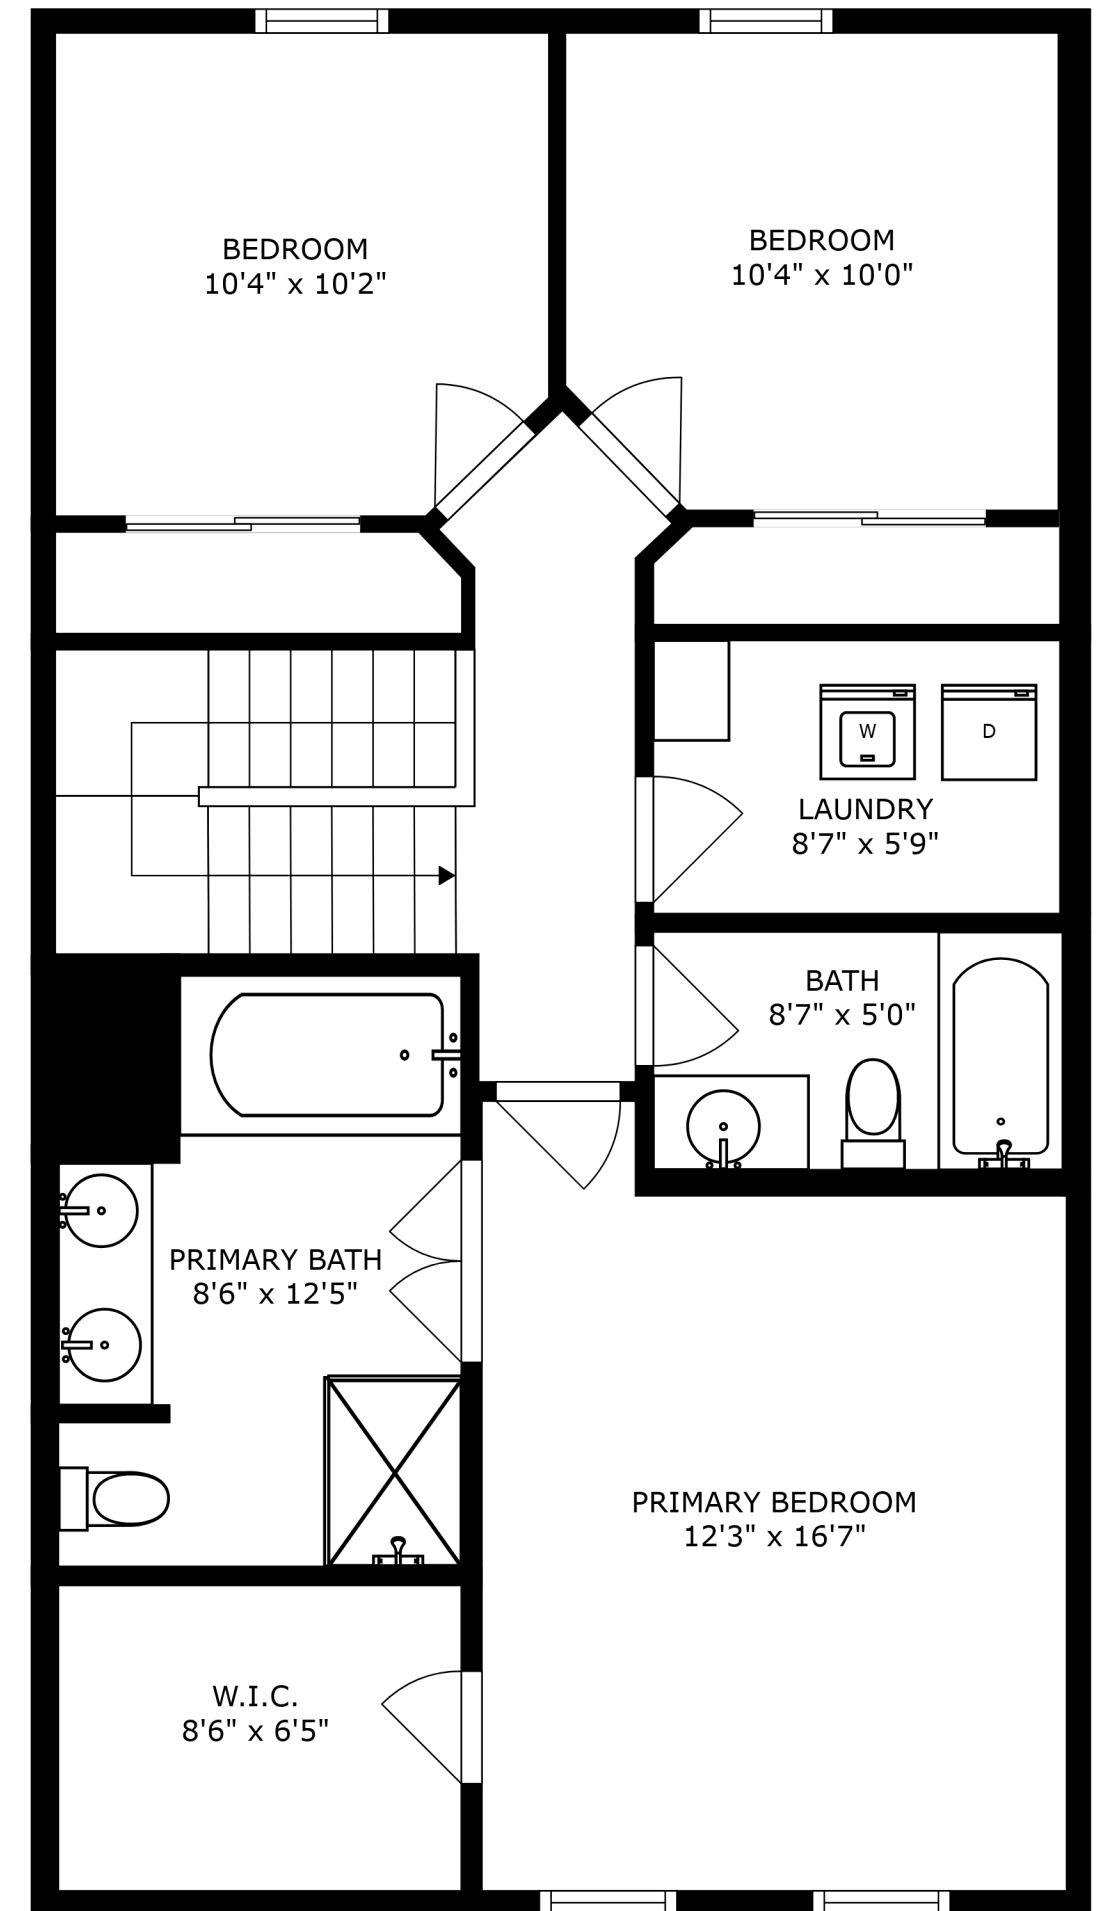 BEDROOM
10'4" x 10'2"
BEDROOM
10'4" x 10'0"
W
D
LAUNDRY
8'7" x 5'9"
BATH
8'7" x 5'0"
PRIMARY BATH
8'6" x 12'5"
PRIMARY BEDROOM
12'3" x 16'7"
W.I.C.
8'6" x 6'5"